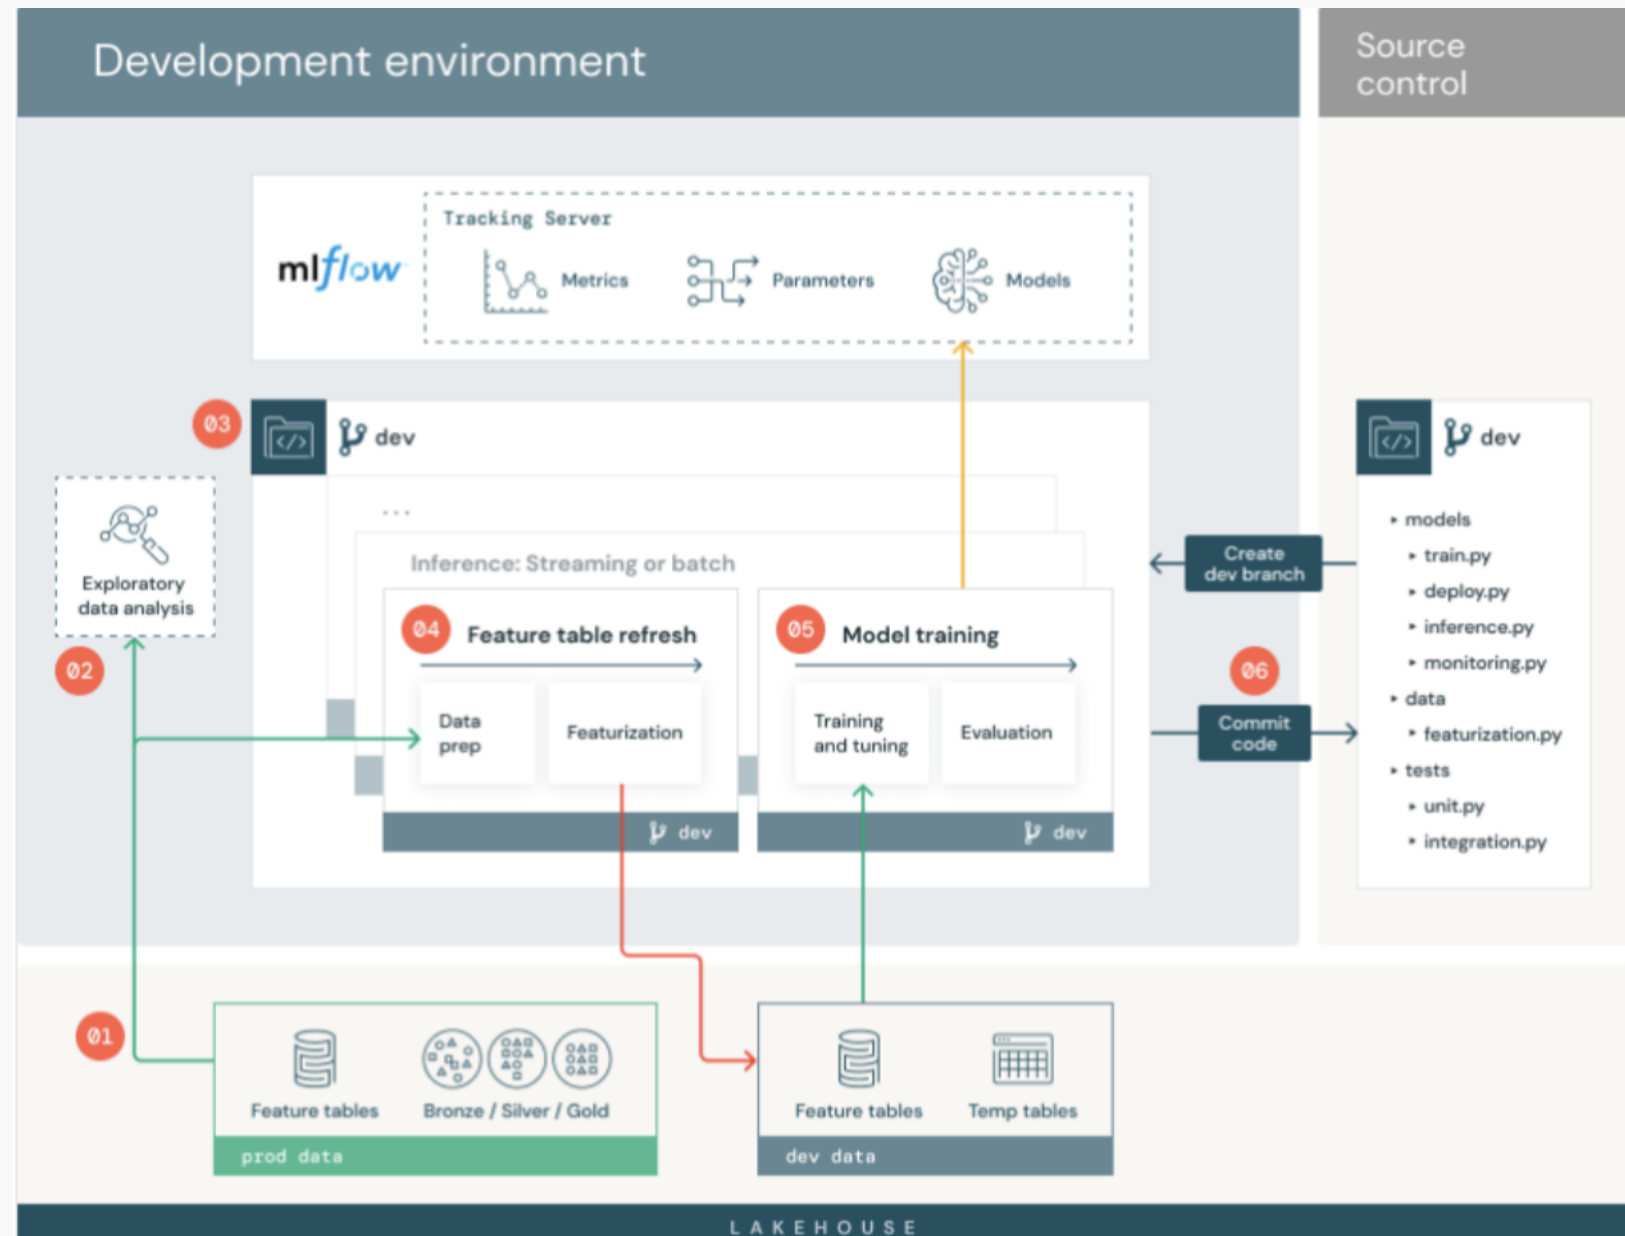 Development environment
Source
control
mlflow
Tracking Server
Metrics
Parameters
Models
03
dev
...
Inference: Streaming or batch
Exploratory
data analysis
02
04
Feature table refresh
Data
prep
Featurization
dev
05
Model training
Training
and tuning
Evaluation
dev
Create
dev branch
06
Commit
code
dev
models
train.py
deploy.py
inference.py
monitoring.py
data
featurization.py
tests
unit.py
integration.py
01
Feature tables
Bronze / Silver / Gold
prod data
Feature tables
Temp tables
dev data
LAKEHOUSE